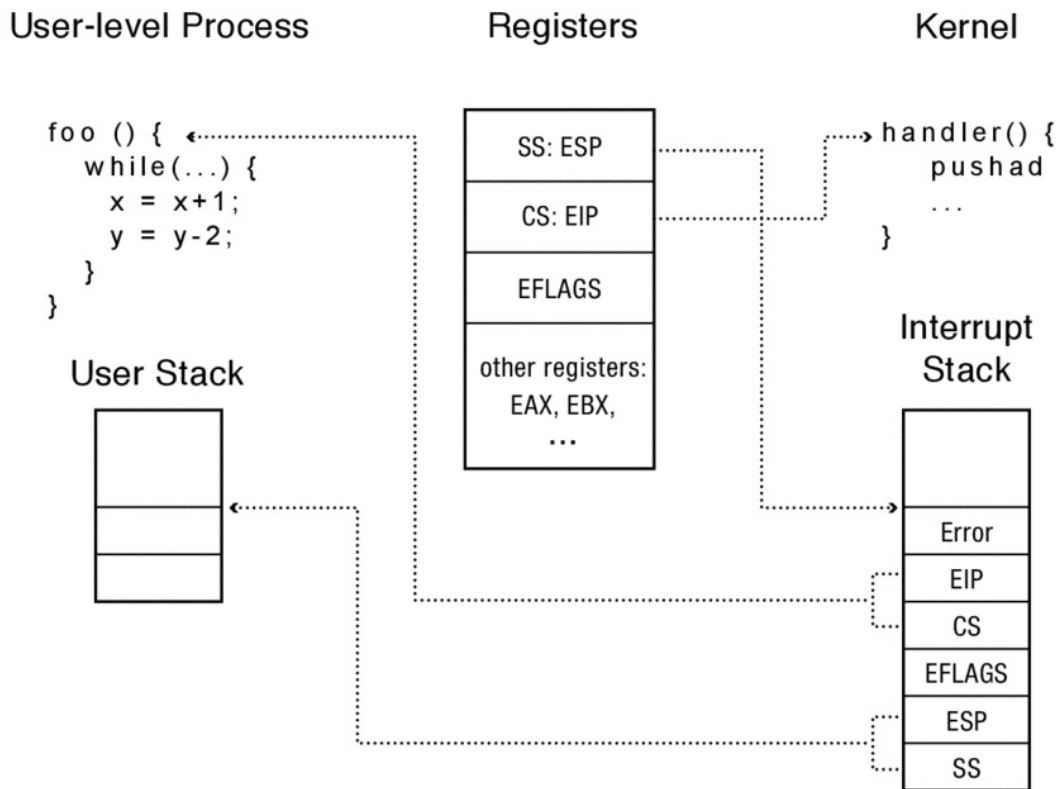 User-level Process
Registers
Kernel
foo () {
while(...) {
x = x+1;
y = y-2;
}
}
SS: ESP
CS: EIP
EFLAGS
other registers:
EAX, EBX,
...
handler() {
pushad
...
}
User Stack
Interrupt
Stack
Error
EIP
CS
EFLAGS
ESP
SS